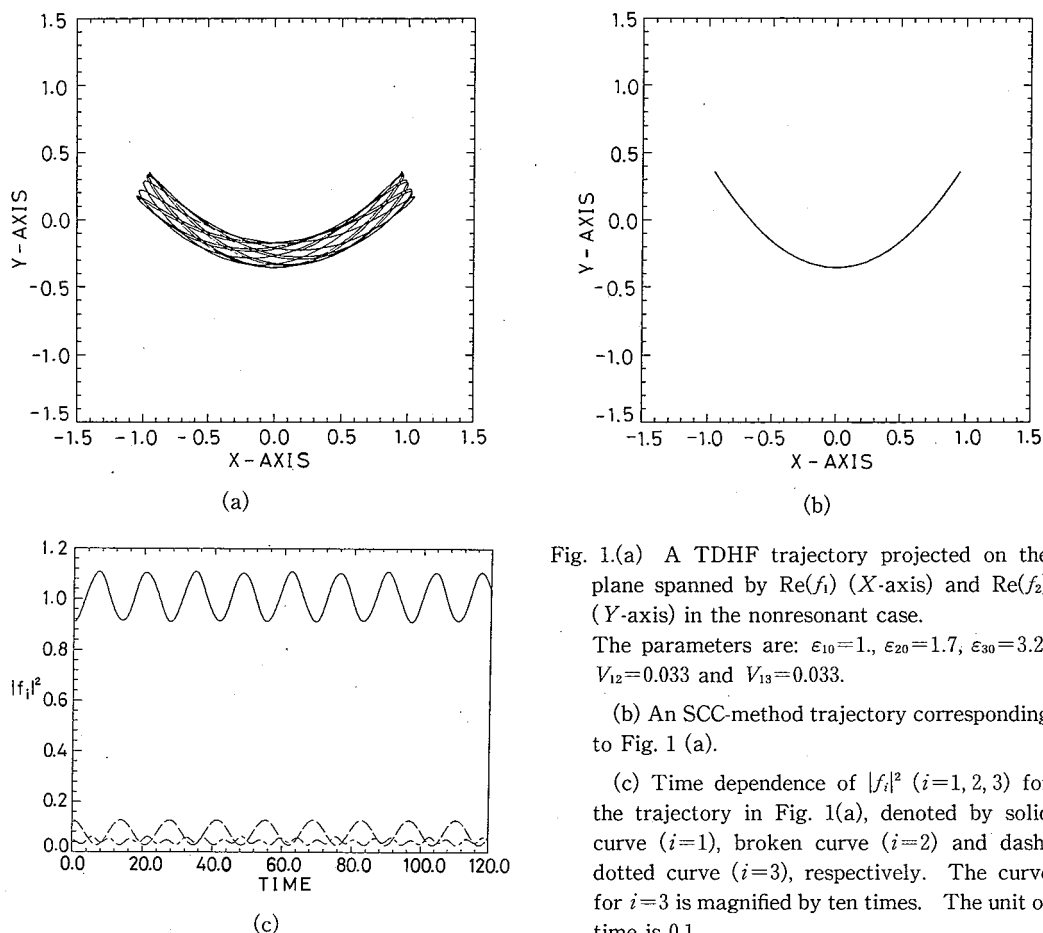 1.5
1.0
0.5
0.0
-0.5
-1.0
-1.5
Y-AXIS
-1.5 -1.0 -0.5 0.0 0.5 1.0 1.5
X-AXIS
(a)
1.5
1.0
0.5
0.0
-0.5
-1.0
-1.5
Y-AXIS
-1.5 -1.0 -0.5 0.0 0.5 1.0 1.5
X-AXIS
(b)
1.2
1.0
0.8
0.6
0.4
0.2
0.0
|f_i|²
0.0 20.0 40.0 60.0 80.0 100.0 120.0
TIME
(c)
Fig. 1.(a) A TDHF trajectory projected on the
plane spanned by Re(f₁) (X-axis) and Re(f₂)
(Y-axis) in the nonresonant case.
The parameters are: ε₁₀=1., ε₂₀=1.7, ε₃₀=3.2
V₁₂=0.033 and V₁₃=0.033.
(b) An SCC-method trajectory corresponding
to Fig. 1 (a).
(c) Time dependence of |f_i|² (i=1, 2, 3) for
the trajectory in Fig. 1(a), denoted by solid
curve (i=1), broken curve (i=2) and dash-
dotted curve (i=3), respectively. The curve
for i=3 is magnified by ten times. The unit of
time is 0.1